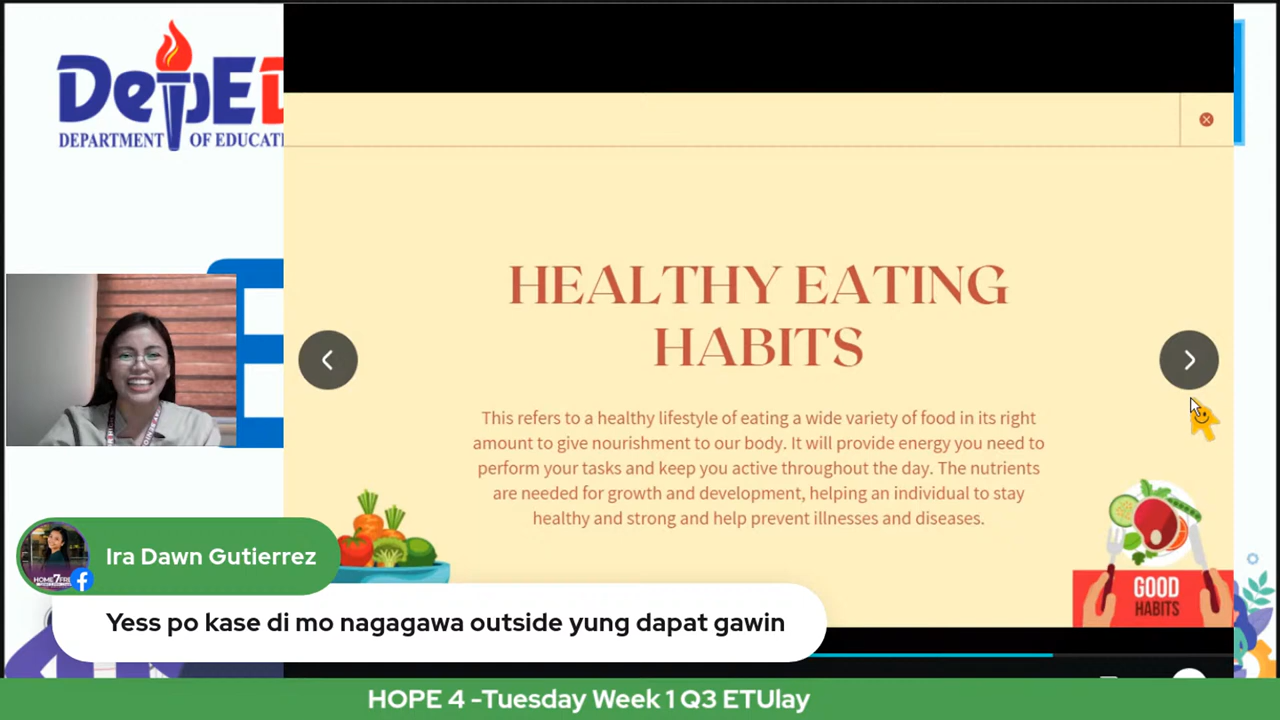 DepED
DEPARTMENT OF EDUCATI
HEALTHY EATING
HABITS
This refers to a healthy lifestyle of eating a wide variety of food in its right
amount to give nourishment to our body. It will provide energy you need to
perform your tasks and keep you active throughout the day. The nutrients
are needed for growth and development, helping an individual to stay
healthy and strong and help prevent illnesses and diseases.
GOOD
HABITS
Ira Dawn Gutierrez
Yess po kase di mo nagagawa outside yung dapat gawin
HOPE 4 -Tuesday Week 1 Q3 ETUlay